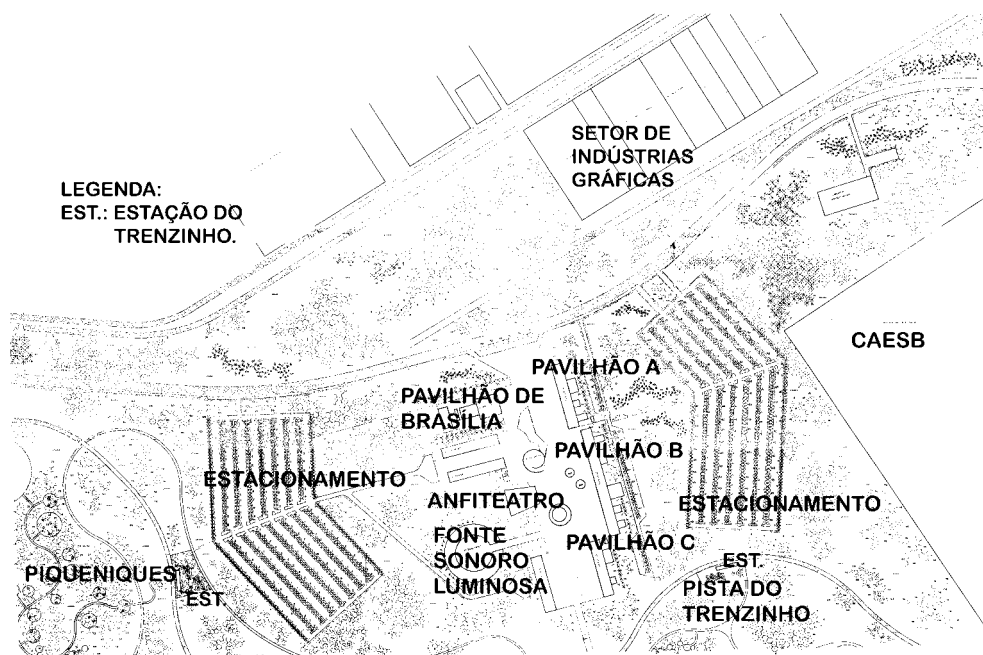 SETOR DE
INDÚSTRIAS
GRÁFICAS
LEGENDA:
EST.: ESTAÇÃO DO
TRENZINHO.
CAESB
PAVILHÃO A
PAVILHÃO DE
BRASÍLIA
PAVILHÃO B
ESTACIONAMENTO
ANFITEATRO
ESTACIONAMENTO
FONTE
SONORO
LUMINOSA
PAVILHÃO C
EST.
PIQUENIQUES
EST.
PISTA DO
TRENZINHO